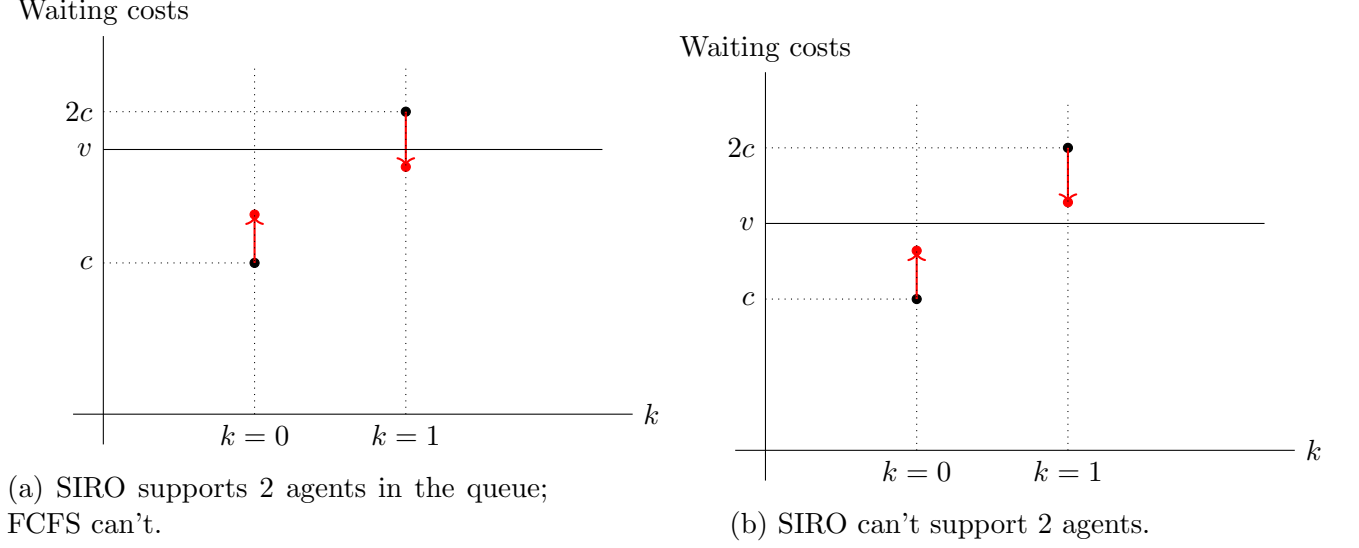 Waiting costs
2c
v
c
k
k = 0
k = 1
(a) SIRO supports 2 agents in the queue;
FCFS can't.
Waiting costs
2c
v
c
k
k = 0
k = 1
(b) SIRO can't support 2 agents.